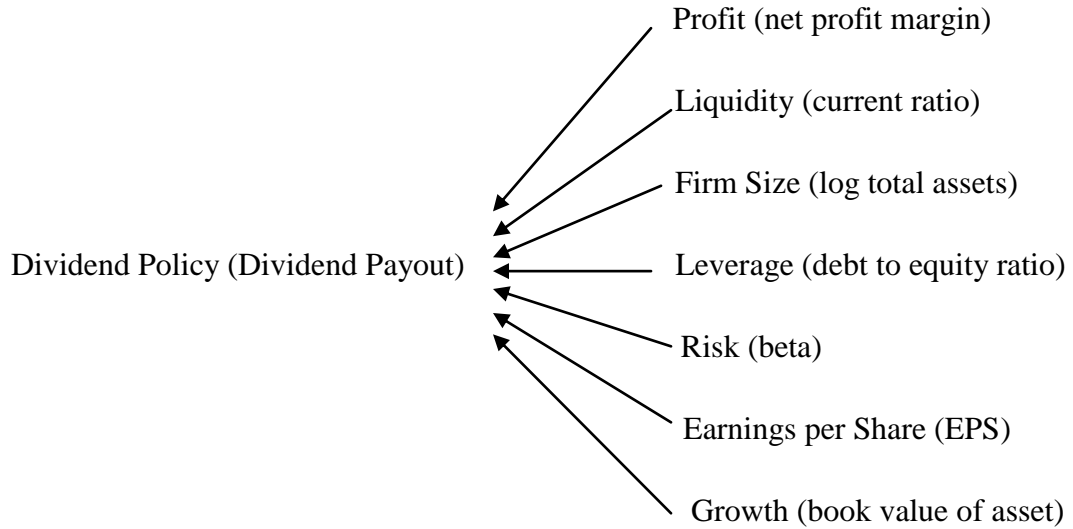 Profit (net profit margin)
Liquidity (current ratio)
Firm Size (log total assets)
Dividend Policy (Dividend Payout)
Leverage (debt to equity ratio)
Risk (beta)
Earnings per Share (EPS)
Growth (book value of asset)